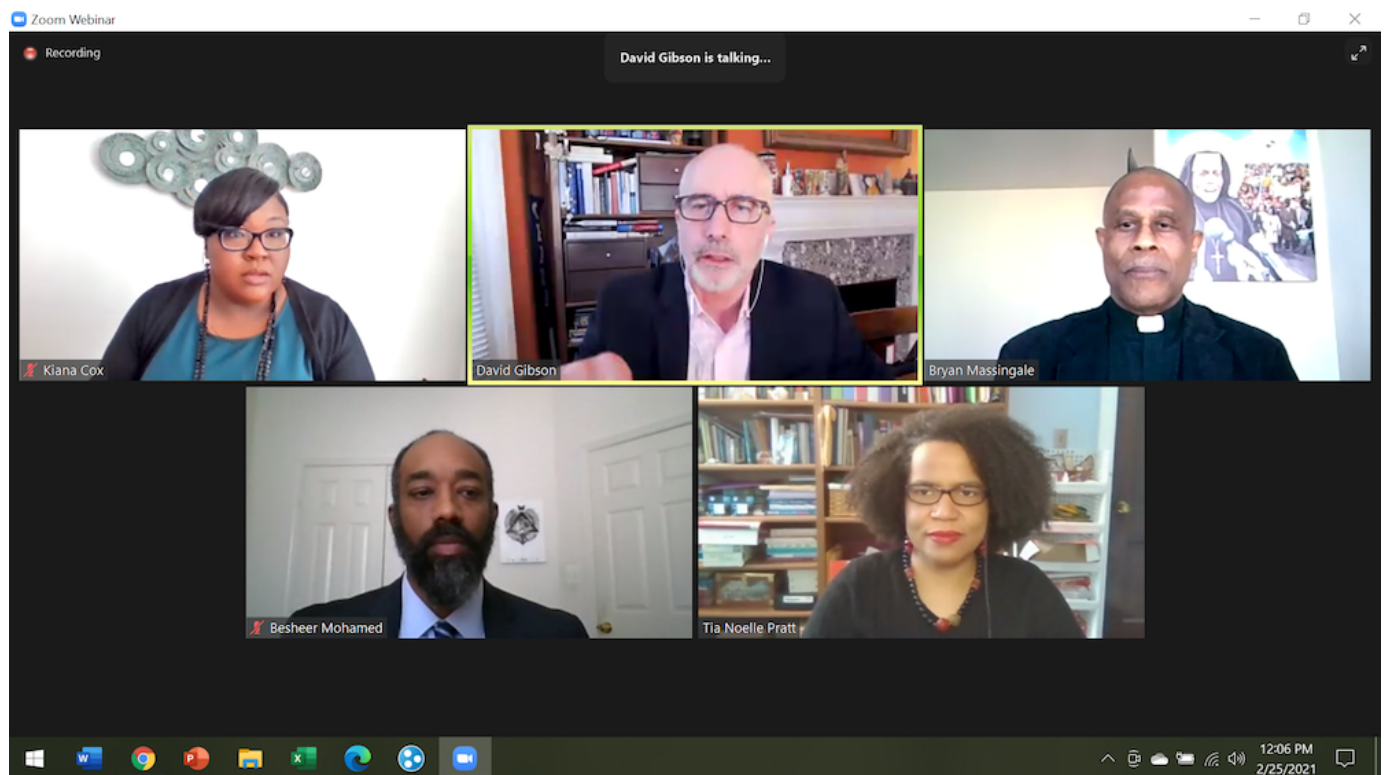 Zoom Webinar
Recording
David Gibson is talking...
Kiana Cox
David Gibson
Bryan Massingale
Besheer Mohamed
Tia Noelle Pratt
12:06 PM
2/25/2021